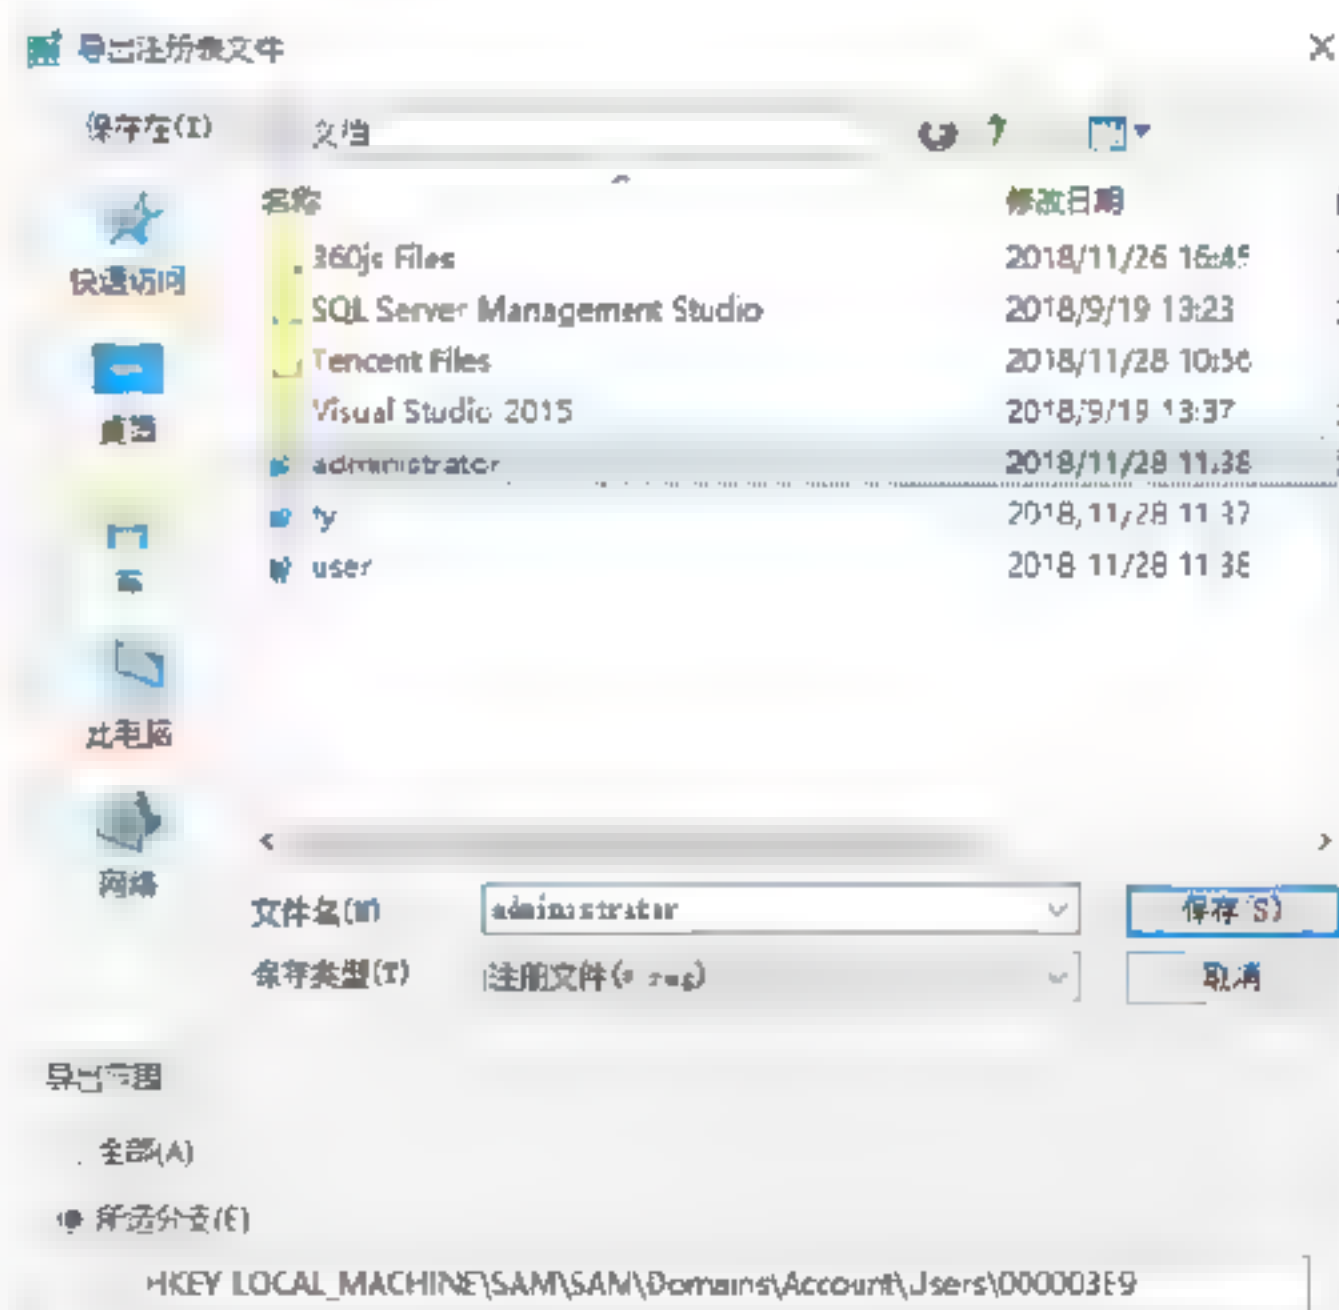 导出注册表文件
保存在(I)
文档
名称
修改日期
360js Files
2018/11/26 16:45
SQL Server Management Studio
2018/9/19 13:23
快速访问
Tencent Files
2018/11/28 10:56
Visual Studio 2015
2018/9/19 13:37
桌面
administrator
2018/11/28 11:38
ty
2018/11/28 11:37
user
2018/11/28 11:38
此电脑
网络
文件名(N)
administrator
保存(S)
保存类型(T)
注册文件(*.reg)
取消
导出范围
全部(A)
所选分支(E)
HKEY_LOCAL_MACHINE\SAM\SAM\Domains\Account\Users\000003E9